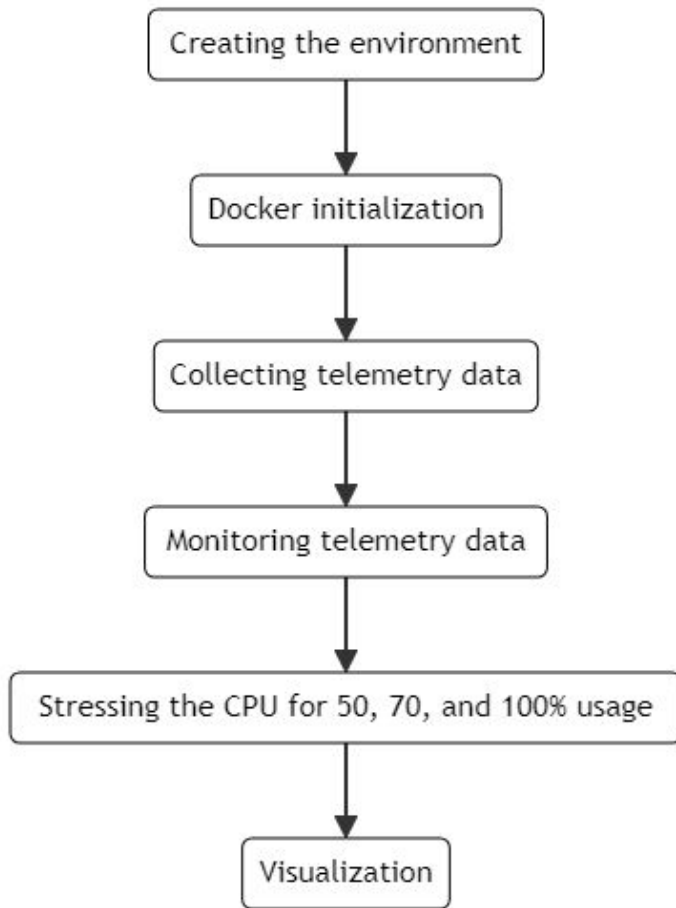 Creating the environment
Docker initialization
Collecting telemetry data
Monitoring telemetry data
Stressing the CPU for 50, 70, and 100% usage
Visualization